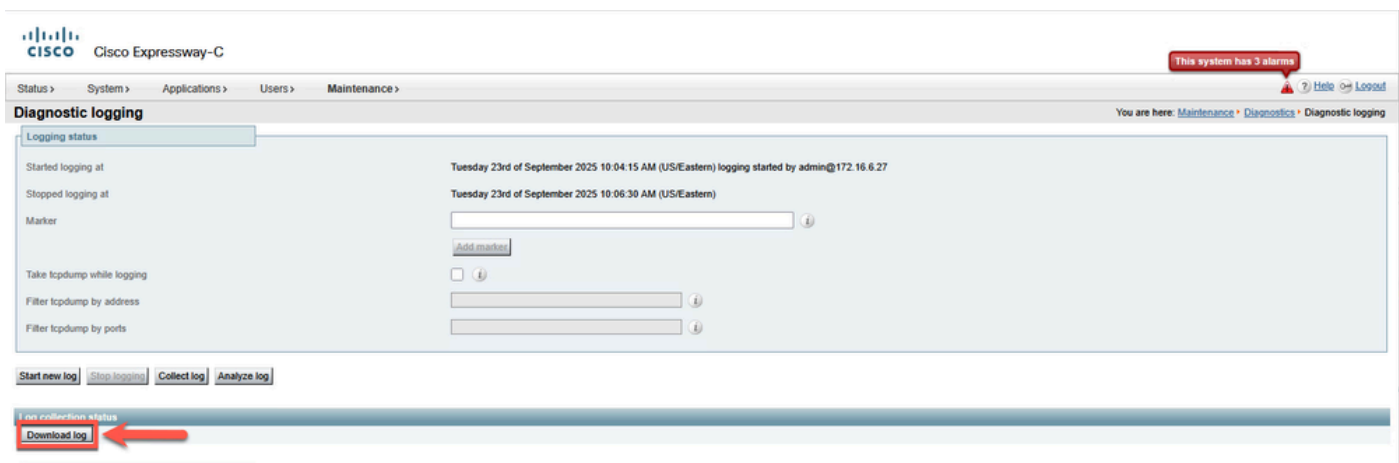 CISCO Cisco Expressway-C
This system has 3 alarms
Status > System > Applications > Users > Maintenance > Help Logout
Diagnostic logging You are here: Maintenance Diagnostics Diagnostic logging
Logging status
Started logging at Tuesday 23rd of September 2025 10:04:15 AM (US/Eastern) logging started by admin@172.16.6.27
Stopped logging at Tuesday 23rd of September 2025 10:06:30 AM (US/Eastern)
Marker
Add marker
Take tcpdump while logging
Filter tcpdump by address
Filter tcpdump by ports
Start new log Stop logging Collect log Analyze log
Log collection status
Download log